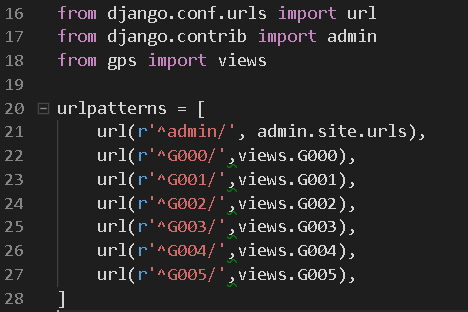 16 from django.conf.urls import url
17 from django.contrib import admin
18 from gps import views
19
20 urlpatterns = [
21     url(r'^admin/', admin.site.urls),
22     url(r'^G000/',views.G000),
23     url(r'^G001/',views.G001),
24     url(r'^G002/',views.G002),
25     url(r'^G003/',views.G003),
26     url(r'^G004/',views.G004),
27     url(r'^G005/',views.G005),
28 ]